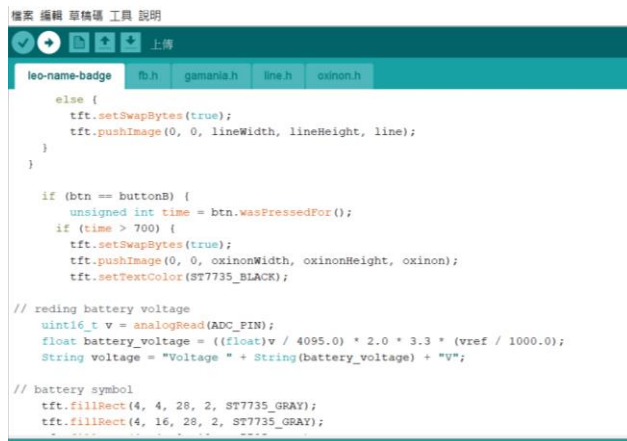 檔案 編輯 草稿碼 工具 說明
上傳
leo-name-badge fb.h gamania.h line.h oxinon.h
else {
tft.setSwapBytes(true);
tft.pushImage(0, 0, lineWidth, lineHeight, line);
}
}
if (btn == buttonB) {
unsigned int time = btn.wasPressedFor();
if (time > 700) {
tft.setSwapBytes(true);
tft.pushImage(0, 0, oxinonWidth, oxinonHeight, oxinon);
tft.setTextColor(ST7735_BLACK);
// reding battery voltage
uint16_t v = analogRead(ADC_PIN);
float battery_voltage = ((float)v / 4095.0) * 2.0 * 3.3 * (vref / 1000.0);
String voltage = "Voltage " + String(battery_voltage) + "V";
// battery symbol
tft.fillRect(4, 4, 28, 2, ST7735_GRAY);
tft.fillRect(4, 16, 28, 2, ST7735_GRAY);